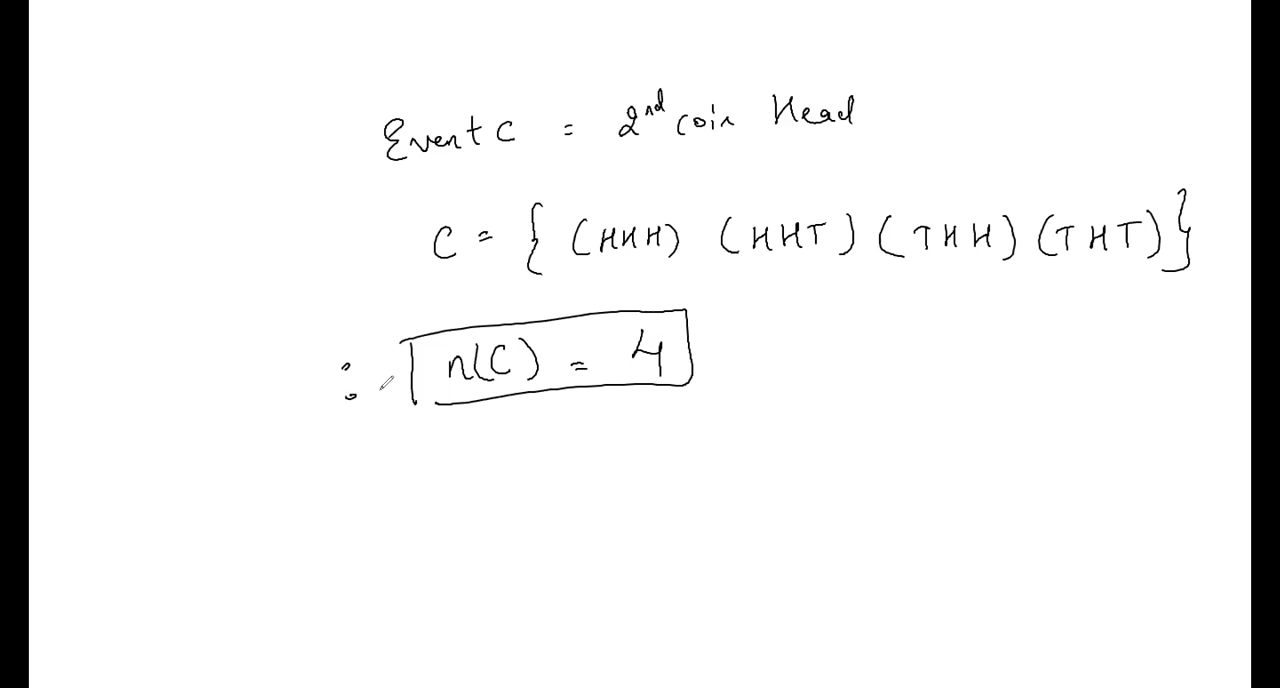 Event C = 2nd coin Head
C = { (HHH) (HHT) (THH) (THT) }
∴ n(C) = 4